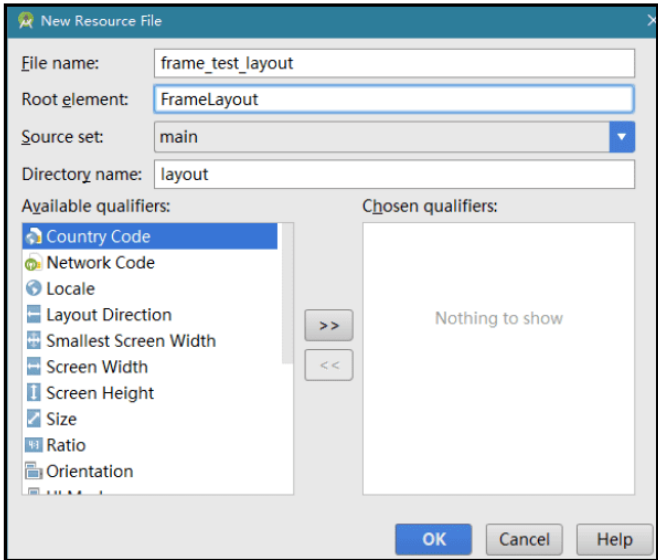 New Resource File
File name: frame_test_layout
Root element: FrameLayout
Source set: main
Directory name: layout
Available qualifiers: Chosen qualifiers:
Country Code
Network Code
Locale
Layout Direction
Smallest Screen Width
Screen Width
Screen Height
Size
Ratio
Orientation
>>
<<
Nothing to show
OK Cancel Help